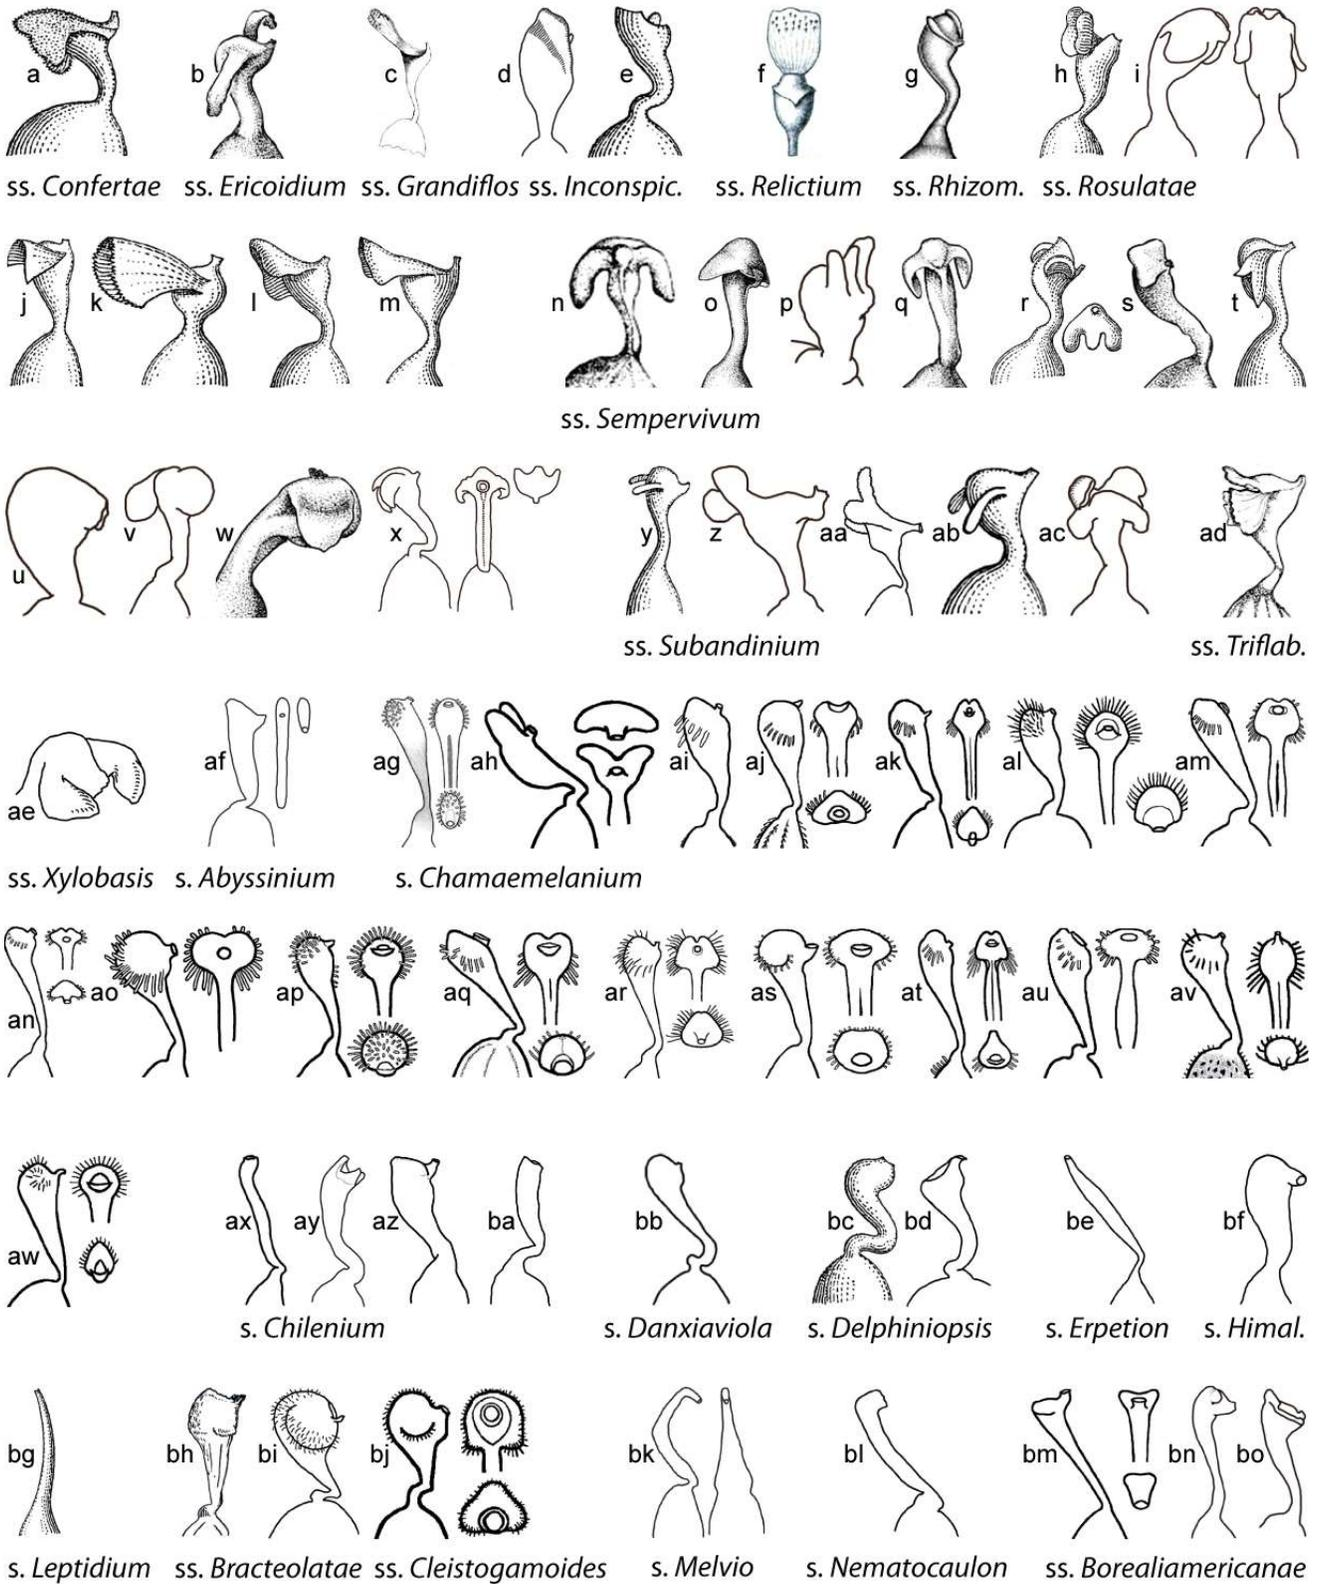 a b c d e f g h i
ss. Confertae ss. Ericoidium ss. Grandiflos ss. Inconspic. ss. Relictium ss. Rhizom. ss. Rosulatae
j k l m n o p q r s t
ss. Sempervivum
u v w x y z aa ab ac ad
ss. Subandinium ss. Triflab.
ae af ag ah ai aj ak al am
ss. Xylobasis s. Abyssinium s. Chamaemelanium
an ao ap aq ar as at au av
aw ax ay az ba bb bc bd be bf
s. Chilenium s. Danxiaviola s. Delphiniopsis s. Erpetion s. Himal.
bg bh bi bj bk bl bm bn bo
s. Leptidium ss. Bracteolatae ss. Cleistogamoides s. Melvio s. Nematocaulon ss. Borealiamericanae